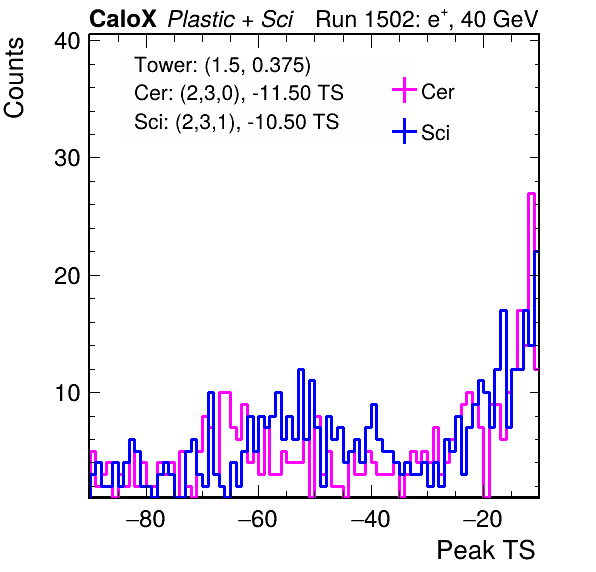 CaloX Plastic + Sci Run 1502: e+, 40 GeV
Counts
40
30
20
10
Tower: (1.5, 0.375)
Cer: (2,3,0), -11.50 TS
Sci: (2,3,1), -10.50 TS
Cer
Sci
−80 −60 −40 −20
Peak TS